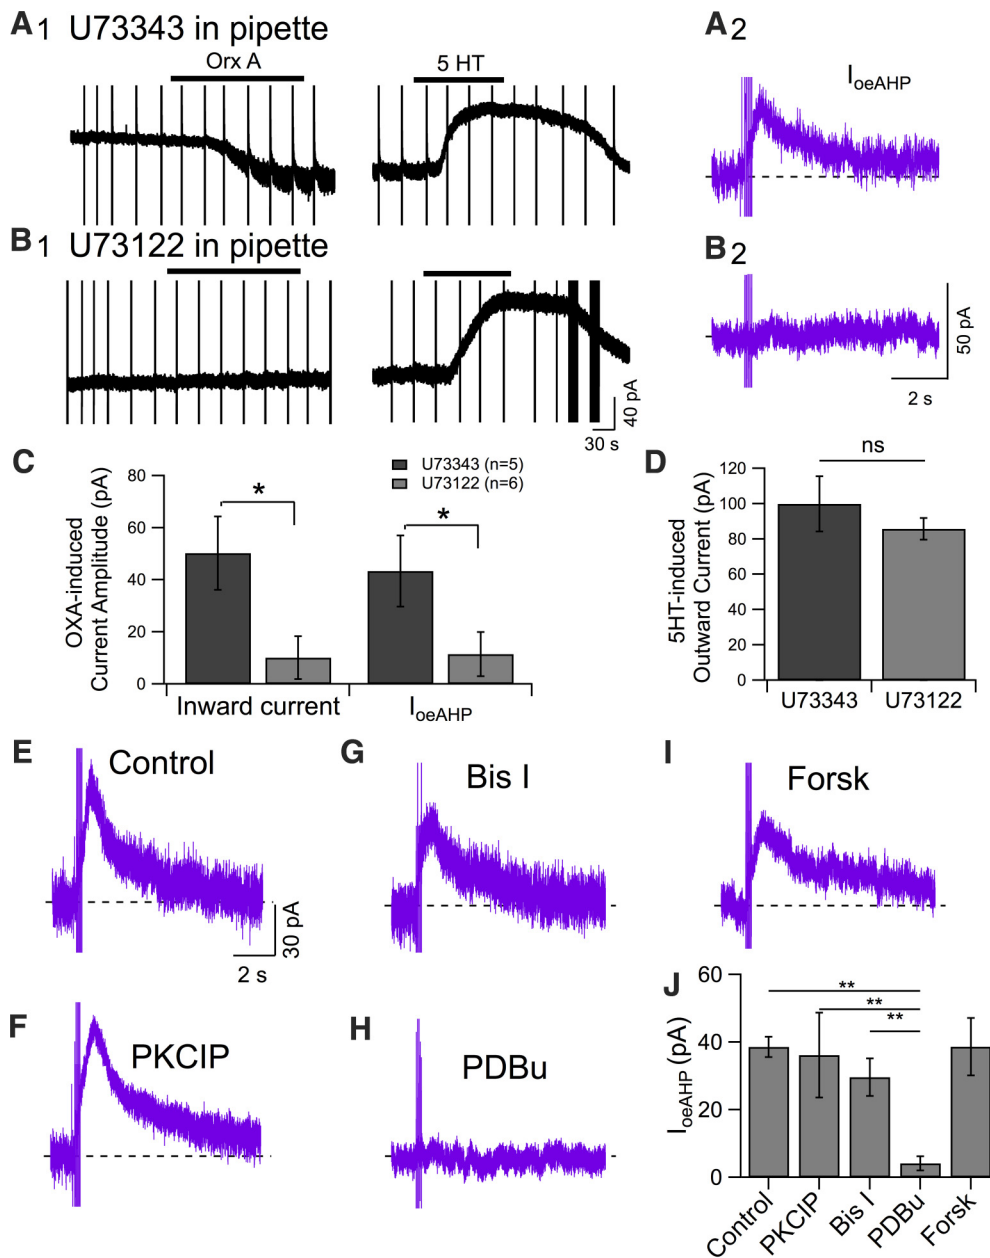 A1 U73343 in pipette
Orx A
5 HT
A2
IoeAHP
B1 U73122 in pipette
B2
40 pA
30 s
50 pA
2 s
C
OXA-induced
Current Amplitude (pA)
80
60
40
20
0
*
*
U73343 (n=5)
U73122 (n=6)
Inward current
IoeAHP
D
5HT-induced
Outward Current (pA)
120
100
80
60
40
20
0
ns
U73343
U73122
E
Control
30 pA
2 s
G
Bis I
I
Forsk
F
PKCIP
H
PDBu
J
IoeAHP (pA)
60
40
20
0
**
**
**
Control
PKCIP
Bis I
PDBu
Forsk